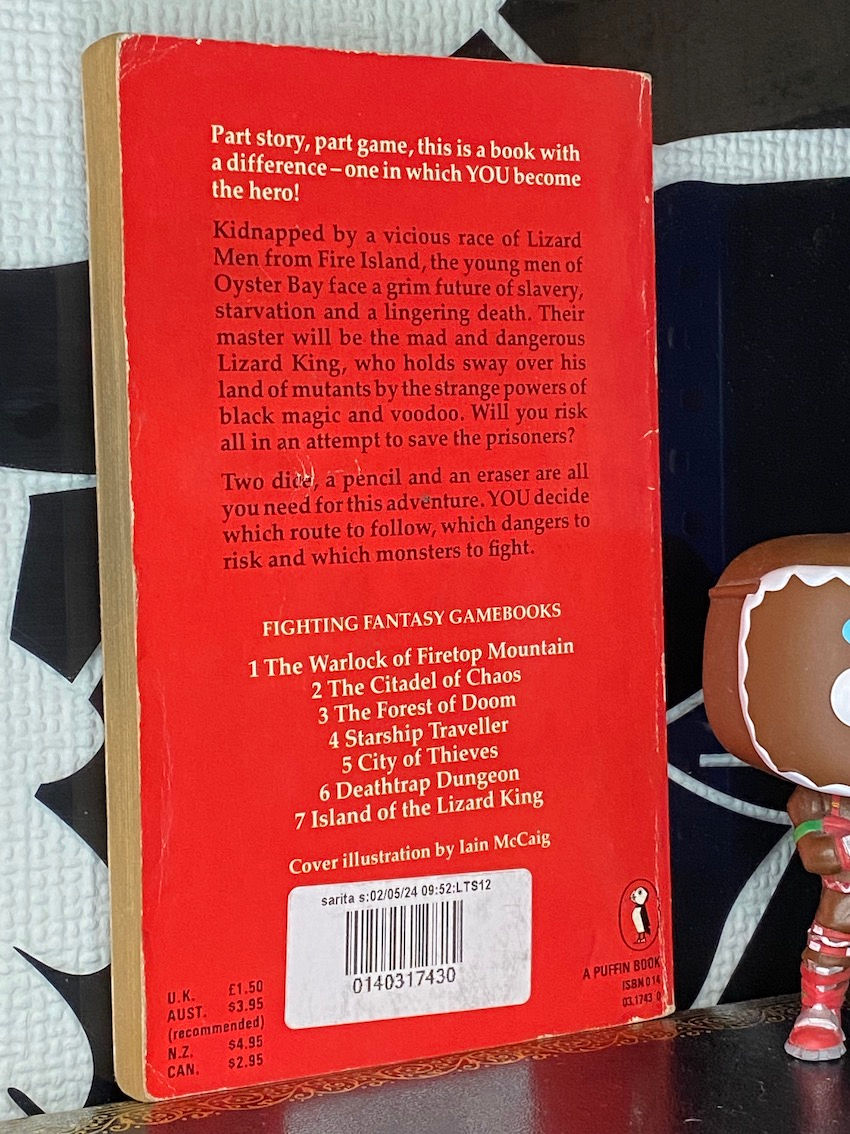 Part story, part game, this is a book with
a difference – one in which YOU become
the hero!
Kidnapped by a vicious race of Lizard
Men from Fire Island, the young men of
Oyster Bay face a grim future of slavery,
starvation and a lingering death. Their
master will be the mad and dangerous
Lizard King, who holds sway over his
land of mutants by the strange powers of
black magic and voodoo. Will you risk
all in an attempt to save the prisoners?
Two dice, a pencil and an eraser are all
you need for this adventure. YOU decide
which route to follow, which dangers to
risk and which monsters to fight.
FIGHTING FANTASY GAMEBOOKS
1 The Warlock of Firetop Mountain
2 The Citadel of Chaos
3 The Forest of Doom
4 Starship Traveller
5 City of Thieves
6 Deathtrap Dungeon
7 Island of the Lizard King
Cover illustration by Iain McCaig
sarita s:02/05/24 09:52:LTS12
0140317430
U.K. £1.50
AUST. $3.95
(recommended)
N.Z. $4.95
CAN. $2.95
A PUFFIN BOOK
ISBN 0 14
03.1743 0